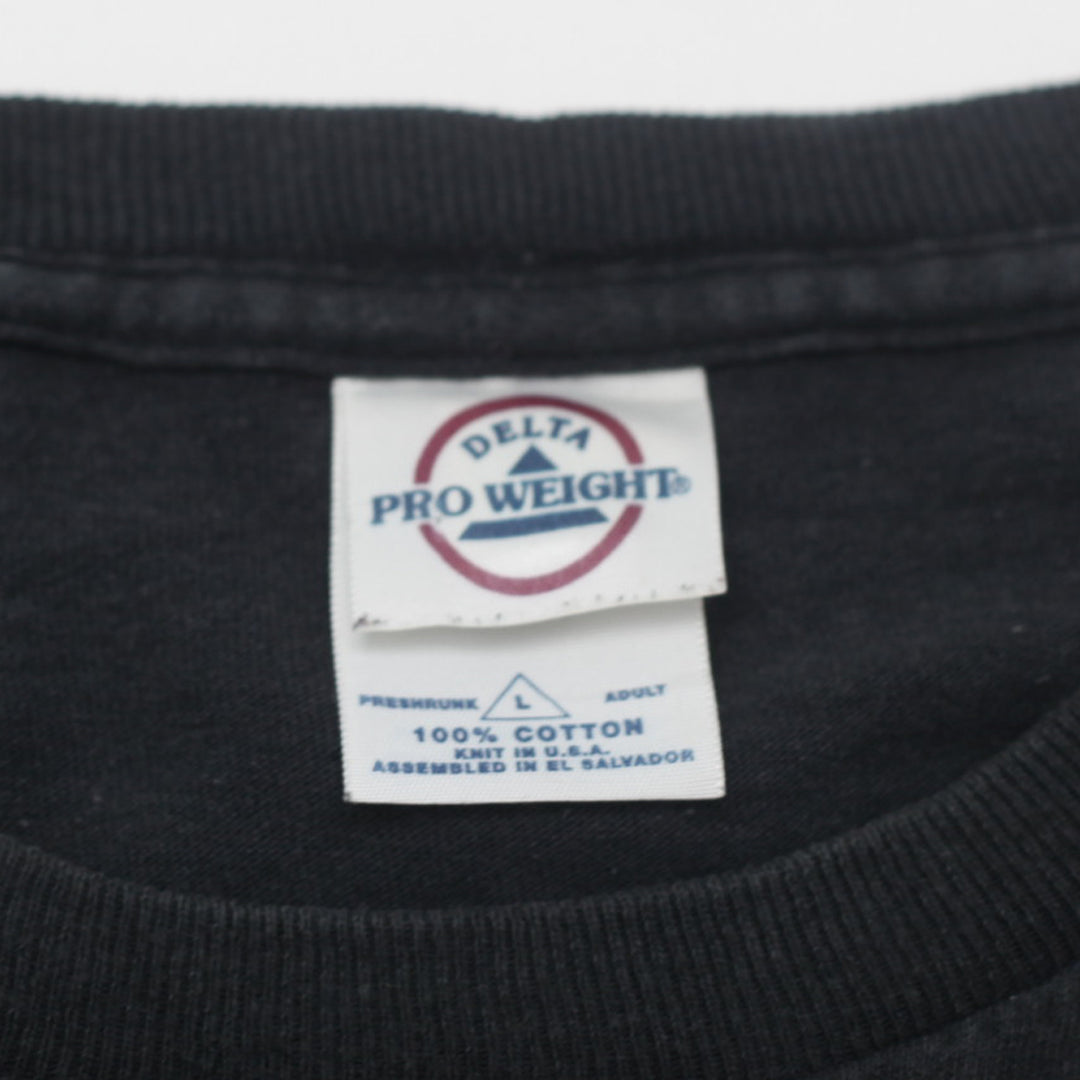 DELTA
PRO WEIGHT®
PRESHRUNK L ADULT
100% COTTON
KNIT IN U.S.A.
ASSEMBLED IN EL SALVADOR